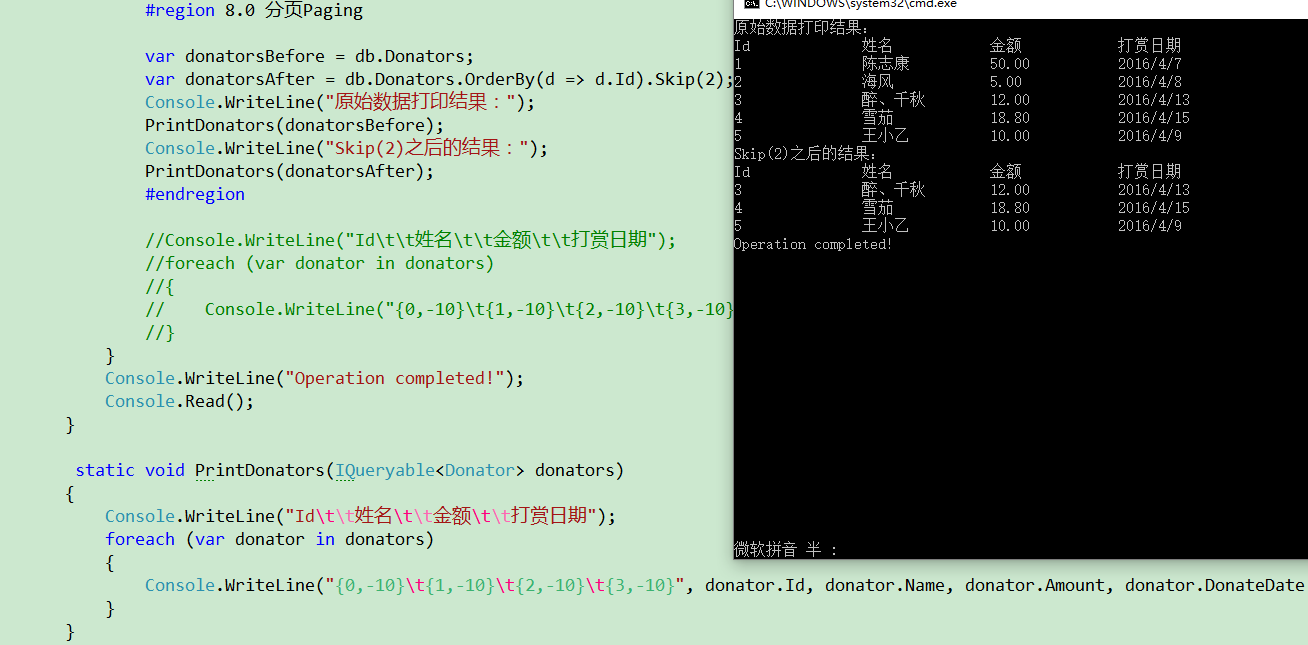 #region 8.0 分页Paging
var donatorsBefore = db.Donators;
var donatorsAfter = db.Donators.OrderBy(d => d.Id).Skip(2);
Console.WriteLine("原始数据打印结果：");
PrintDonators(donatorsBefore);
Console.WriteLine("Skip(2)之后的结果：");
PrintDonators(donatorsAfter);
#endregion
//Console.WriteLine("Id\t\t姓名\t\t金额\t\t打赏日期");
//foreach (var donator in donators)
//{
//    Console.WriteLine("{0,-10}\t{1,-10}\t{2,-10}\t{3,-10}
//}
}
Console.WriteLine("Operation completed!");
Console.Read();
}
static void PrintDonators(IQueryable<Donator> donators)
{
Console.WriteLine("Id\t\t姓名\t\t金额\t\t打赏日期");
foreach (var donator in donators)
{
Console.WriteLine("{0,-10}\t{1,-10}\t{2,-10}\t{3,-10}", donator.Id, donator.Name, donator.Amount, donator.DonateDate
}
}
C:\WINDOWS\system32\cmd.exe
原始数据打印结果：
Id 姓名 金额 打赏日期
1 陈志康 50.00 2016/4/7
2 海风 5.00 2016/4/8
3 醉、千秋 12.00 2016/4/13
4 雪茄 18.80 2016/4/15
5 王小乙 10.00 2016/4/9
Skip(2)之后的结果：
Id 姓名 金额 打赏日期
3 醉、千秋 12.00 2016/4/13
4 雪茄 18.80 2016/4/15
5 王小乙 10.00 2016/4/9
Operation completed!
微软拼音 半 ：